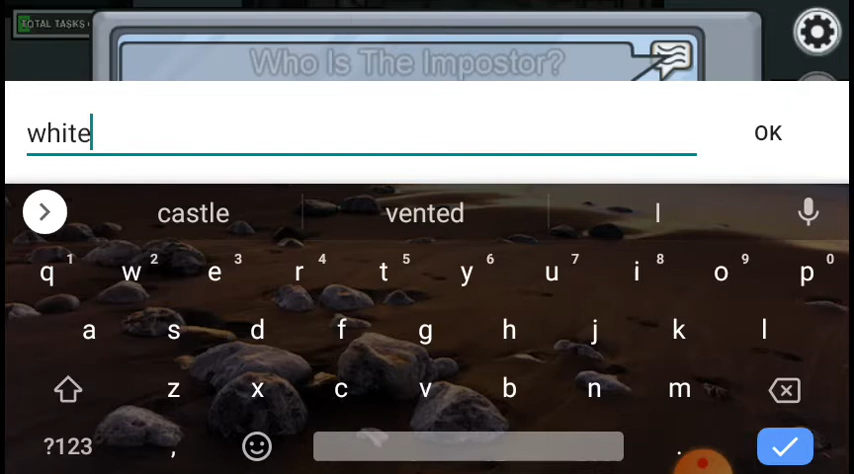 TOTAL TASKS
Who Is The Impostor?
white
OK
castle vented I
q1 w2 e3 r4 t5 y6 u7 i8 o9 p0
a s d f g h j k l
z x c v b n m
?123 , .